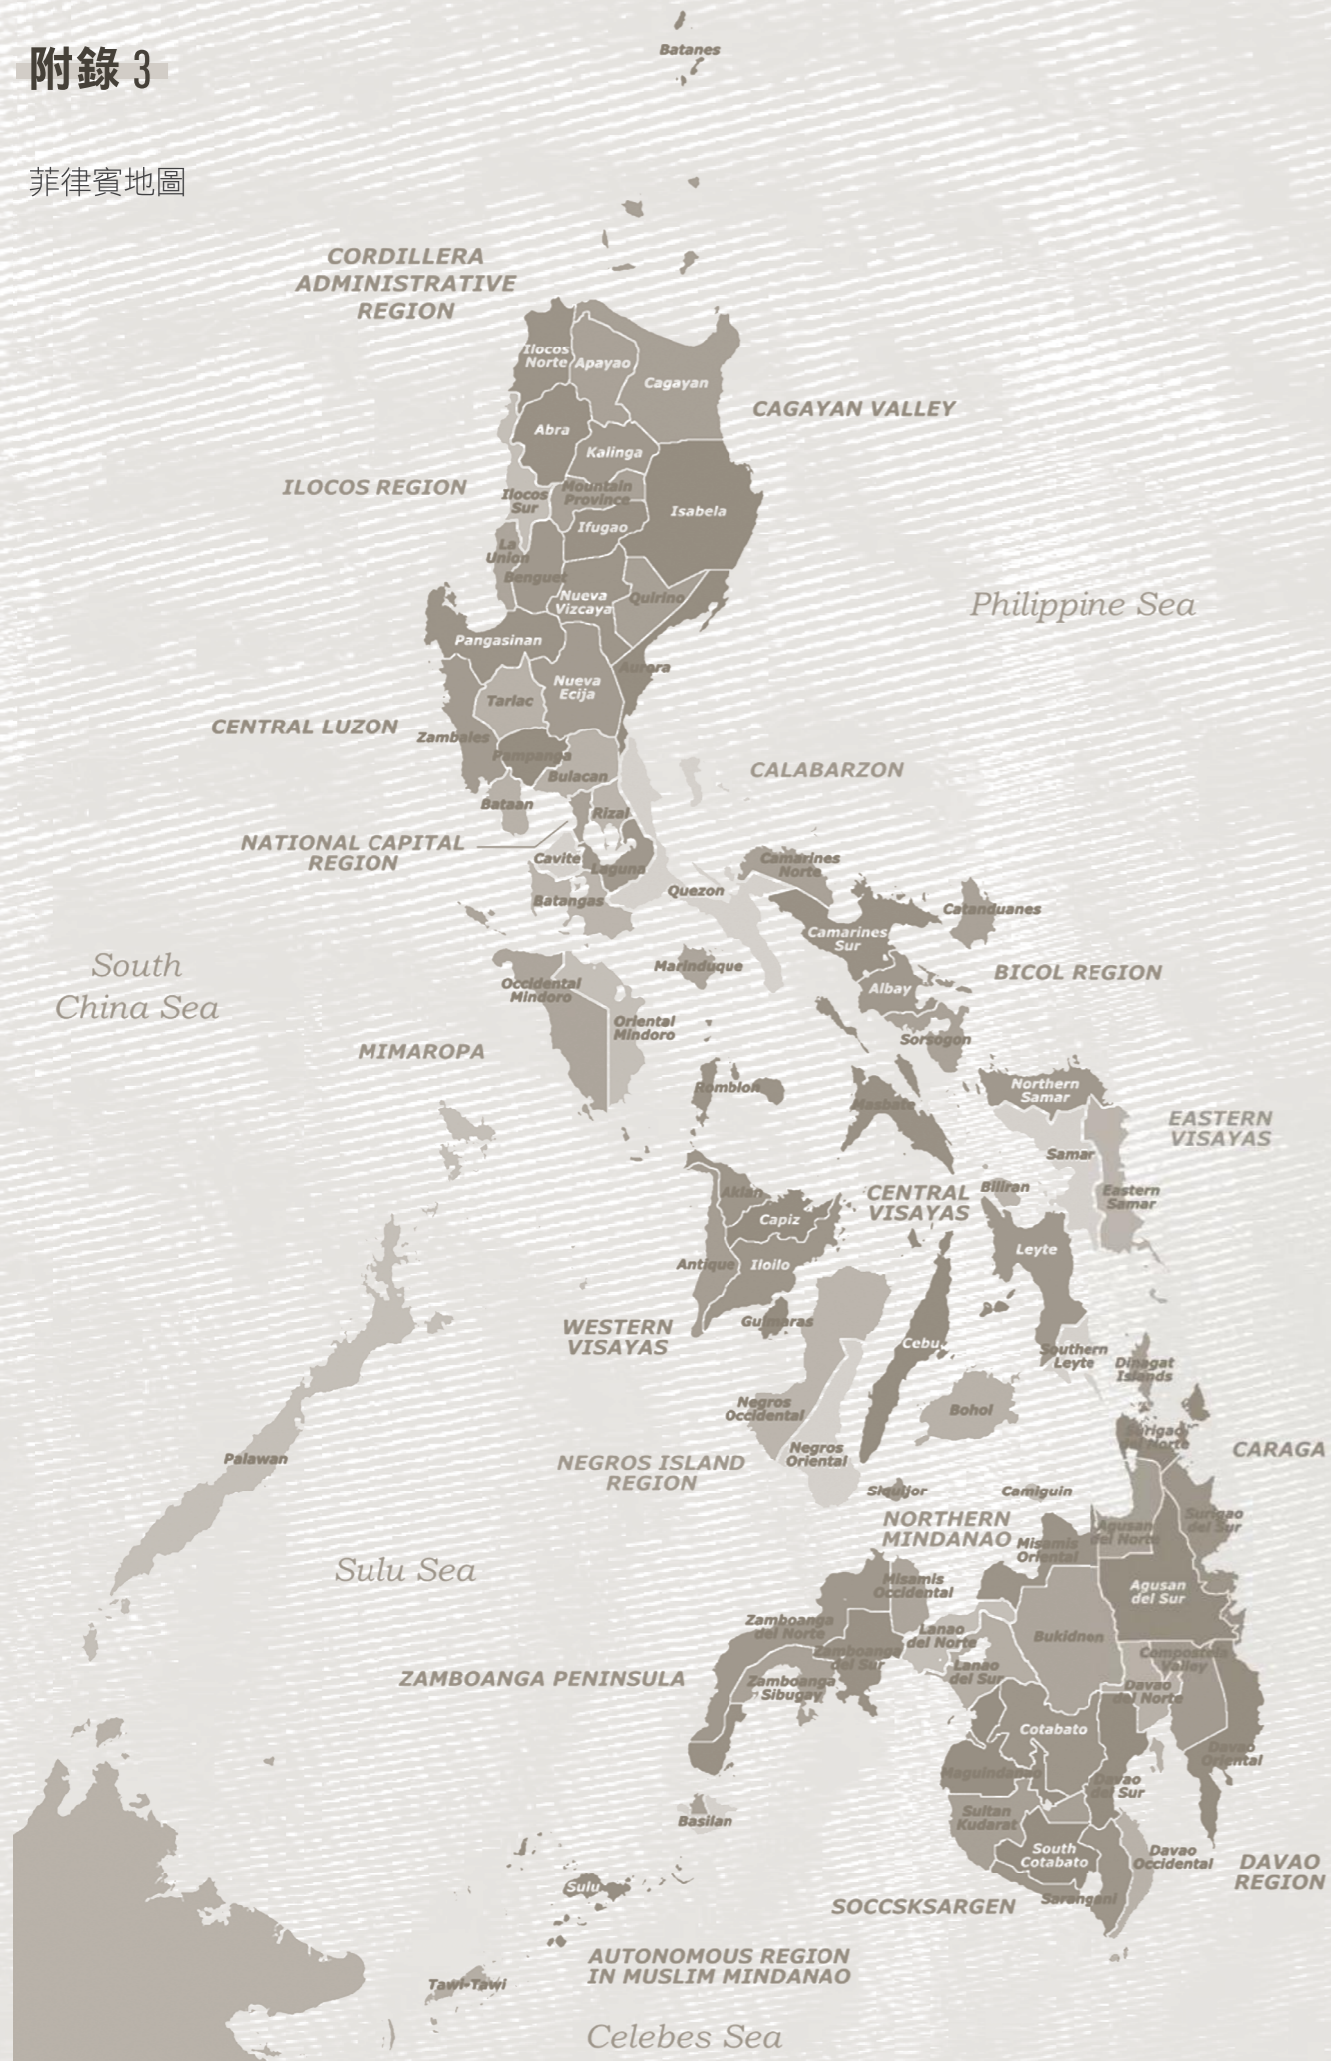 附錄 3
Batanes
菲律賓地圖
CORDILLERA
ADMINISTRATIVE
REGION
Ilocos
Norte
Apayao
Cagayan
CAGAYAN VALLEY
Abra
Kalinga
ILOCOS REGION
Ilocos
Sur
Mountain
Province
Isabela
Ifugao
La
Union
Benguet
Nueva
Vizcaya
Quirino
Philippine Sea
Pangasinan
Aurora
Nueva
Ecija
Tarlac
CENTRAL LUZON
Zambales
Pampanga
Bulacan
CALABARZON
Bataan
Rizal
NATIONAL CAPITAL
REGION
Cavite
Laguna
Camarines
Norte
Quezon
Batangas
Catanduanes
Camarines
Sur
South
China Sea
Marinduque
BICOL REGION
Occidental
Mindoro
Albay
Oriental
Mindoro
Sorsogon
MIMAROPA
Romblon
Masbate
Northern
Samar
EASTERN
VISAYAS
Samar
Biliran
Eastern
Samar
CENTRAL
VISAYAS
Aklan
Capiz
Leyte
Antique
Iloilo
Guimaras
WESTERN
VISAYAS
Cebu
Southern
Leyte
Dinagat
Islands
Negros
Occidental
Bohol
Surigao
del Norte
CARAGA
Negros
Oriental
Palawan
NEGROS ISLAND
REGION
Siquijor
Camiguin
NORTHERN
MINDANAO
Surigao
del Sur
Agusan
del Norte
Misamis
Oriental
Sulu Sea
Misamis
Occidental
Agusan
del Sur
Zamboanga
del Norte
Lanao
del Norte
Bukidnon
Zamboanga
del Sur
Compostela
Valley
ZAMBOANGA PENINSULA
Zamboanga
Sibugay
Lanao
del Sur
Davao
del Norte
Cotabato
Davao
Oriental
Maguindanao
Davao
del Sur
Basilan
Sultan
Kudarat
South
Cotabato
Davao
Occidental
DAVAO
REGION
Sulu
Sarangani
SOCCSKSARGEN
AUTONOMOUS REGION
IN MUSLIM MINDANAO
Tawi-Tawi
Celebes Sea